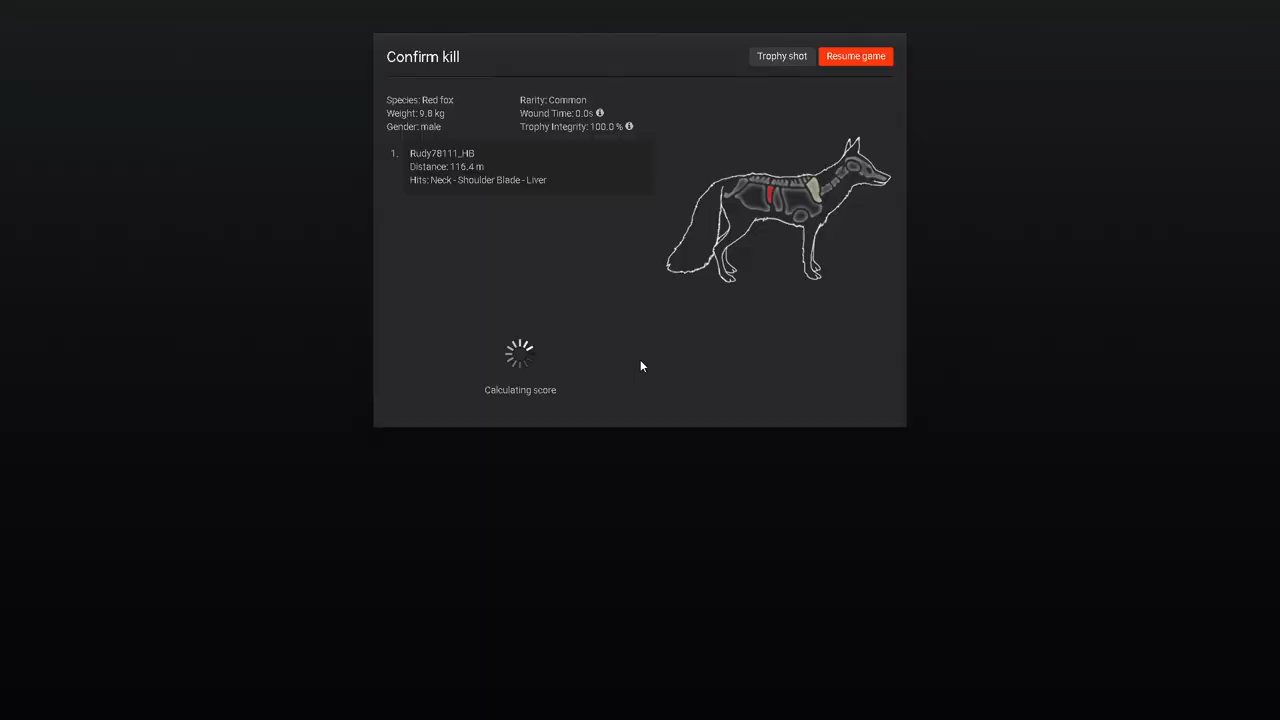 Confirm kill
Trophy shot
Resume game
Species: Red fox
Rarity: Common
Weight: 9.8 kg
Wound Time: 0.0s
Gender: male
Trophy Integrity: 100.0 %
1. Rudy78111_HB
Distance: 116.4 m
Hits: Neck - Shoulder Blade - Liver
Calculating score